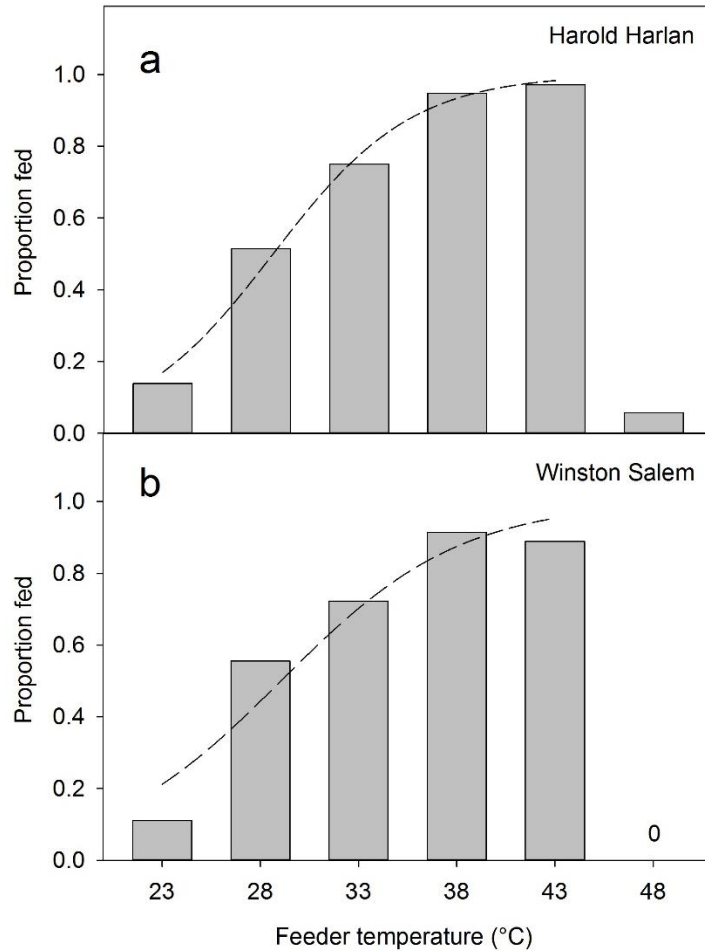 a
Harold Harlan
1.0
0.8
0.6
0.4
0.2
0.0
Proportion fed
b
Winston Salem
1.0
0.8
0.6
0.4
0.2
0.0
Proportion fed
0
23 28 33 38 43 48
Feeder temperature (°C)